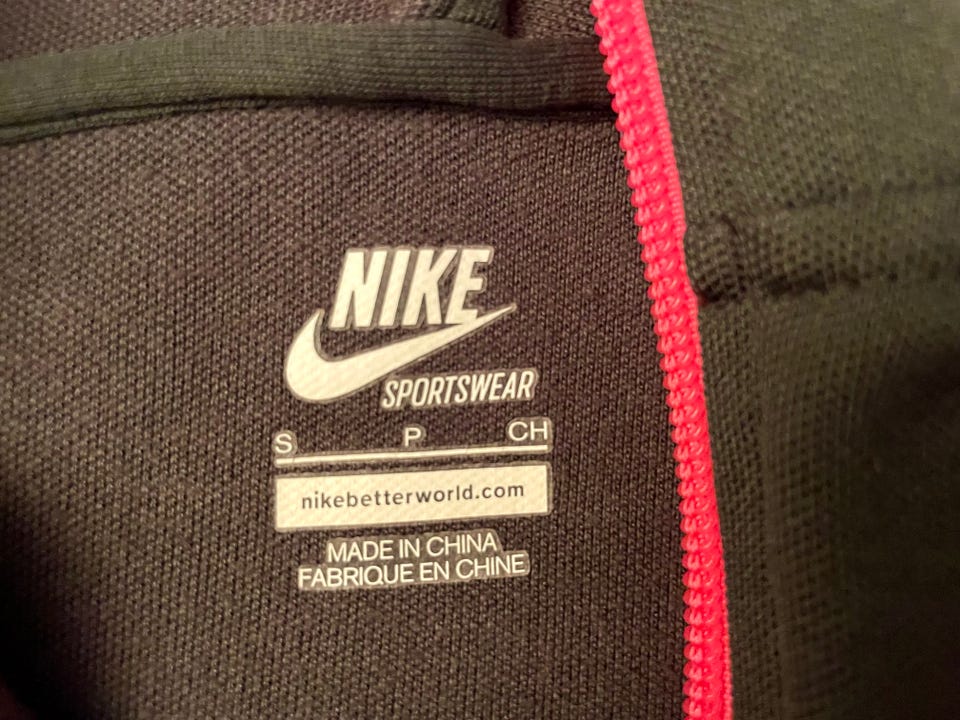 NIKE
SPORTSWEAR
S P CH
nikebetterworld.com
MADE IN CHINA
FABRIQUE EN CHINE